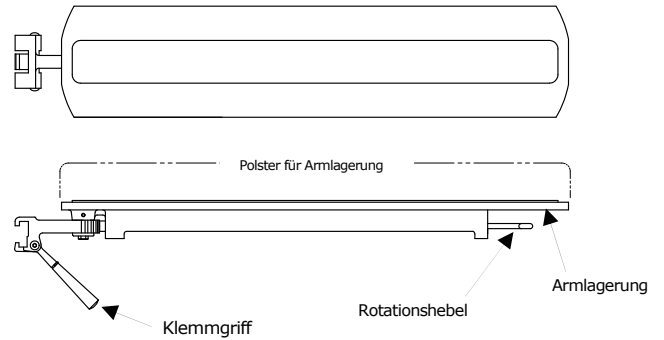 Polster für Armlagerung
Armlagerung
Rotationshebel
Klemmgriff